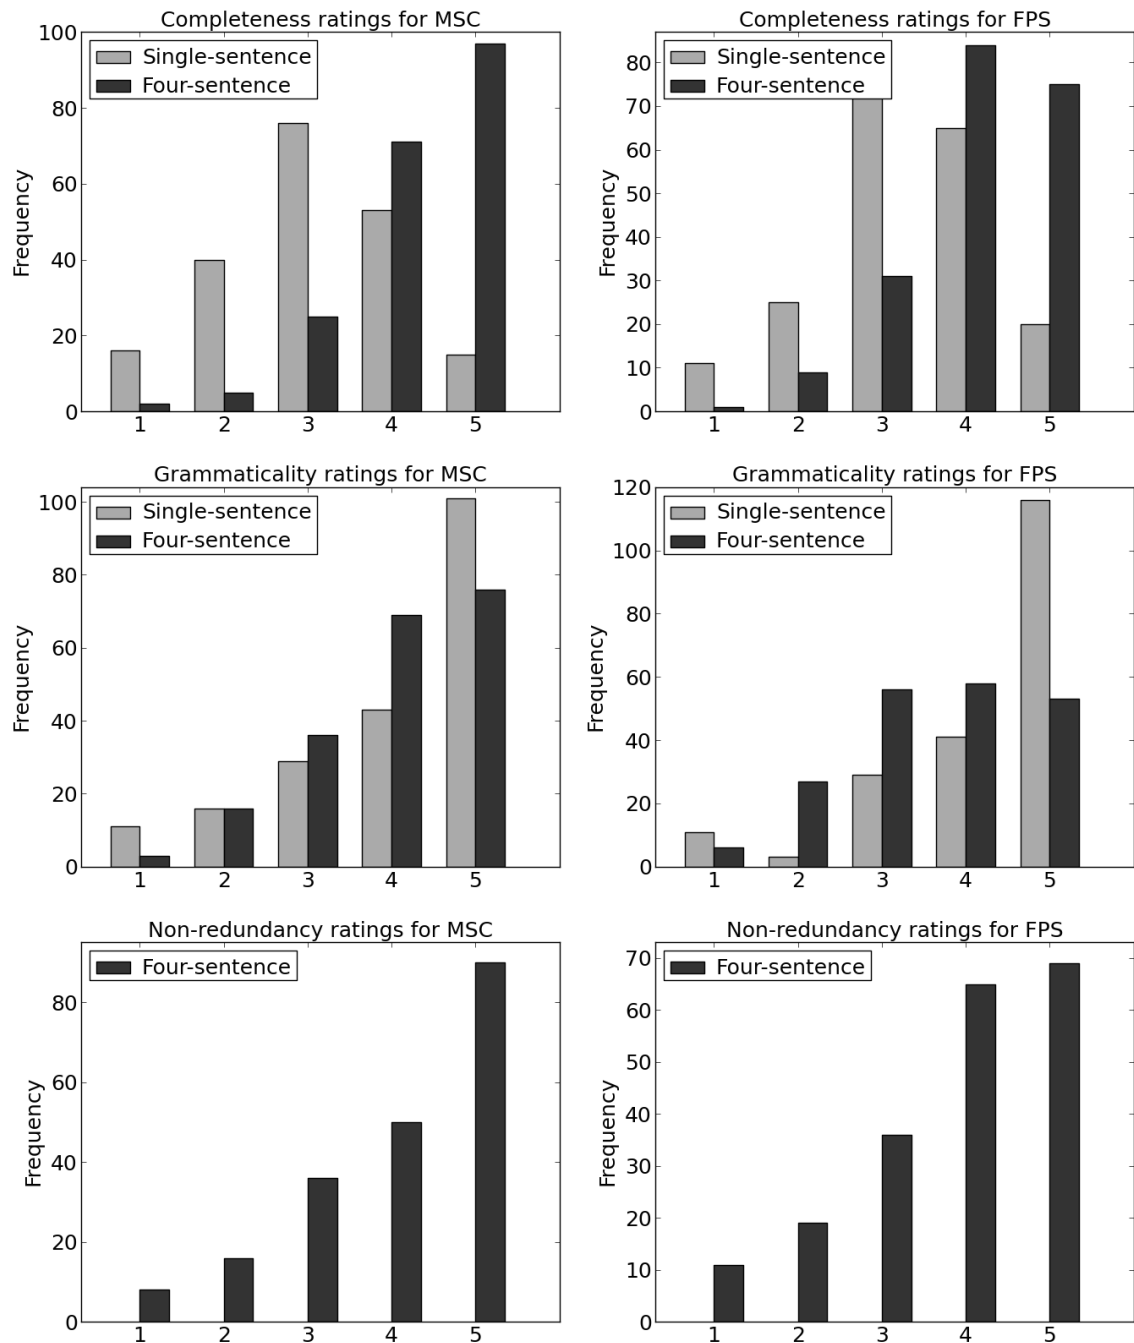 Completeness ratings for MSC
Single-sentence
Four-sentence
Frequency
100
80
60
40
20
0
1 2 3 4 5
Completeness ratings for FPS
Single-sentence
Four-sentence
Frequency
80
70
60
50
40
30
20
10
0
1 2 3 4 5
Grammaticality ratings for MSC
Single-sentence
Four-sentence
Frequency
100
80
60
40
20
0
1 2 3 4 5
Grammaticality ratings for FPS
Single-sentence
Four-sentence
Frequency
120
100
80
60
40
20
0
1 2 3 4 5
Non-redundancy ratings for MSC
Four-sentence
Frequency
80
60
40
20
0
1 2 3 4 5
Non-redundancy ratings for FPS
Four-sentence
Frequency
70
60
50
40
30
20
10
0
1 2 3 4 5